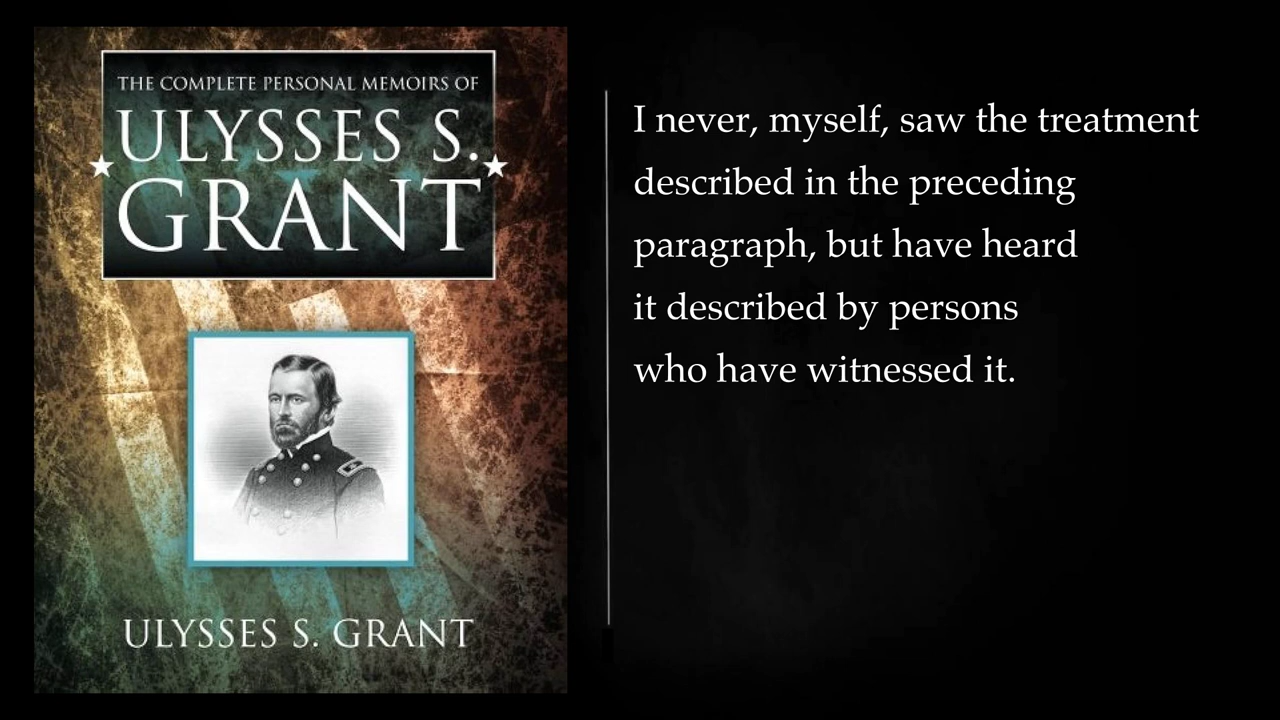 THE COMPLETE PERSONAL MEMOIRS OF
ULYSSES S.
GRANT
ULYSSES S. GRANT
I never, myself, saw the treatment
described in the preceding
paragraph, but have heard
it described by persons
who have witnessed it.